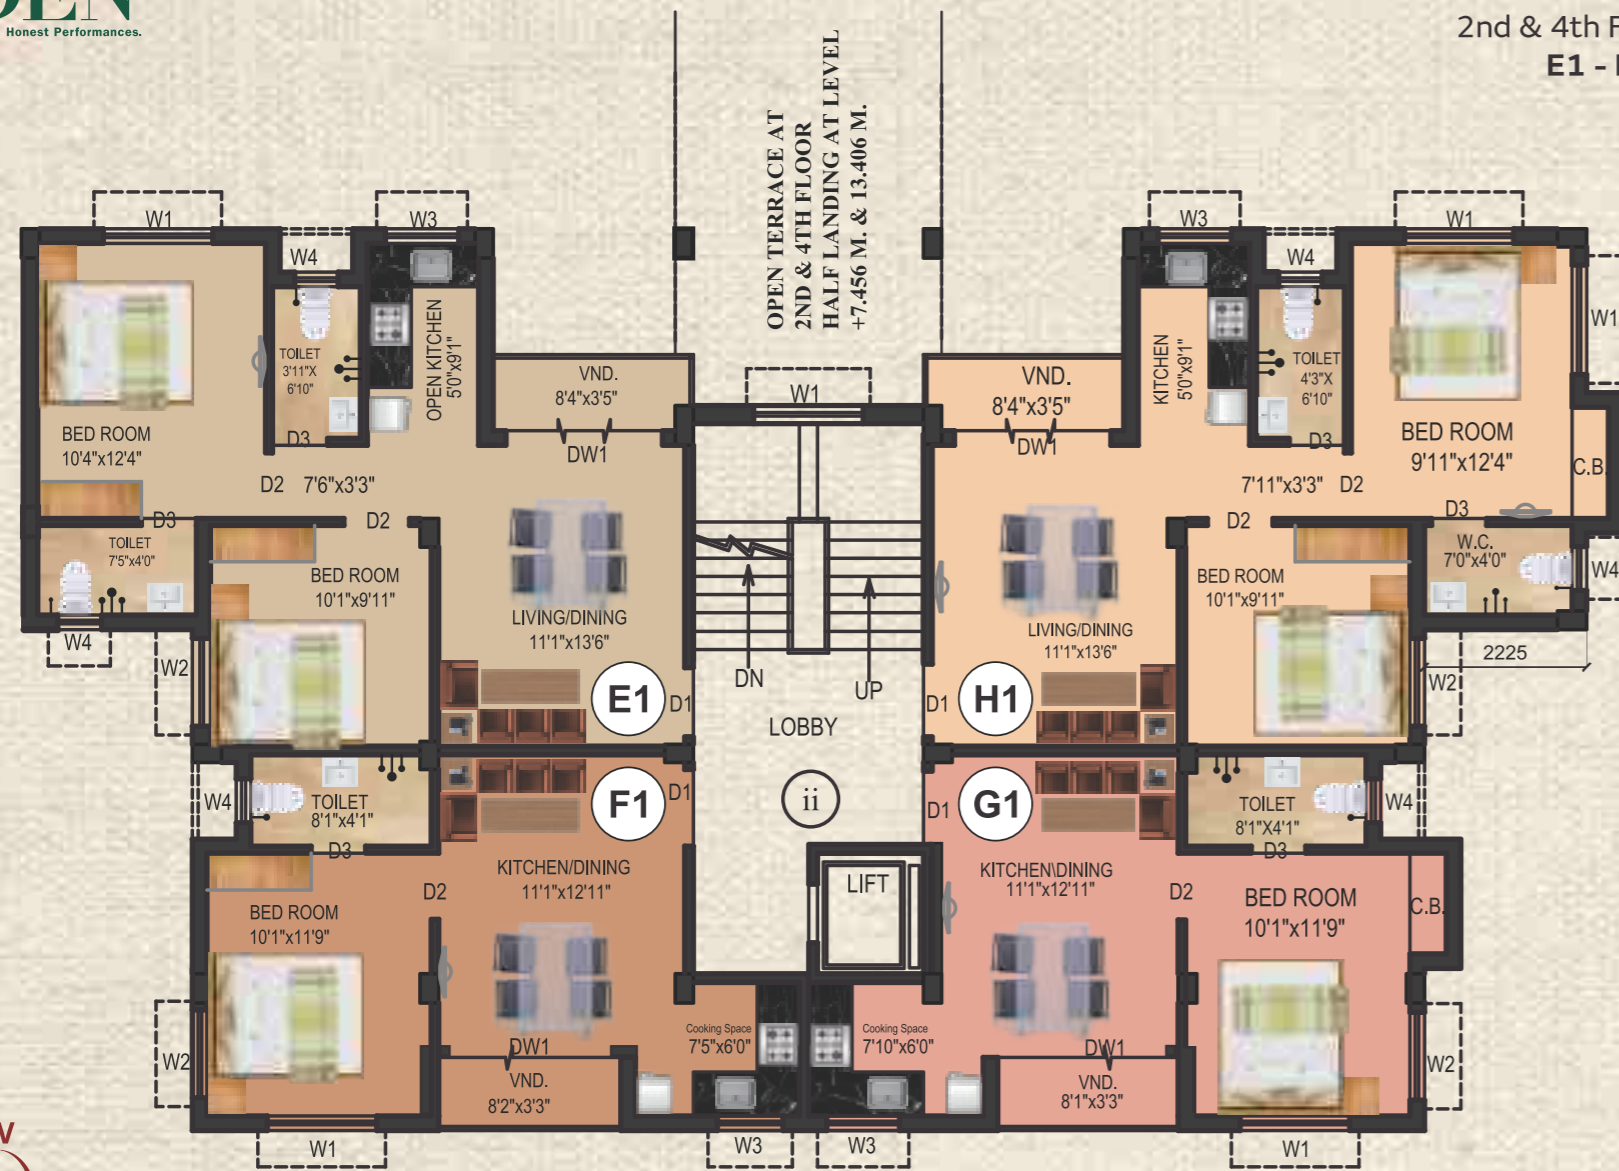 Honest Performances.
2nd & 4th
E1 -
OPEN TERRACE AT
2ND & 4TH FLOOR
HALF LANDING AT LEVEL
+7.456 M. & 13.406 M.
W1
W4
W3
BED ROOM
10'4"x12'4"
TOILET
3'11"X
6'10"
D3
OPEN KITCHEN
5'0"x9'1"
VND.
8'4"x3'5"
DW1
D2
7'6"x3'3"
D2
D3
TOILET
7'5"x4'0"
W4
W2
BED ROOM
10'1"x9'11"
LIVING/DINING
11'1"x13'6"
E1
D1
W1
DN
UP
LOBBY
ii
LIFT
VND.
8'4"x3'5"
DW1
W3
KITCHEN
5'0"x9'1"
W4
TOILET
4'3"X
6'10"
D3
W1
W1
BED ROOM
9'11"x12'4"
C.B.
7'11"x3'3"
D2
D2
D3
W.C.
7'0"x4'0"
W4
2225
W2
BED ROOM
10'1"x9'11"
LIVING/DINING
11'1"x13'6"
D1
H1
W4
TOILET
8'1"x4'1"
D3
F1
D1
KITCHEN/DINING
11'1"x12'11"
D2
BED ROOM
10'1"x11'9"
W2
W1
DW1
VND.
8'2"x3'3"
Cooking Space
7'5"x6'0"
W3
D1
G1
KITCHEN\DINING
11'1"x12'11"
D2
TOILET
8'1"X4'1"
D3
W4
BED ROOM
10'1"x11'9"
C.B.
W2
W1
Cooking Space
7'10"x6'0"
DW1
VND.
8'1"x3'3"
W3